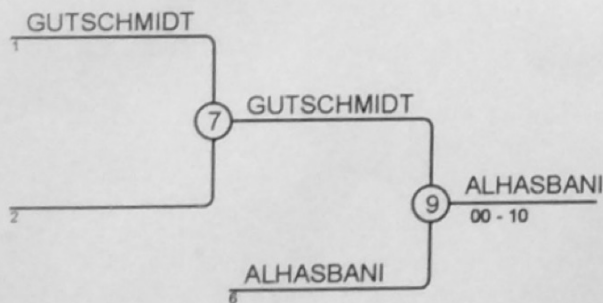 GUTSCHMIDT
1
7
GUTSCHMIDT
2
9
ALHASBANI
00 - 10
ALHASBANI
6